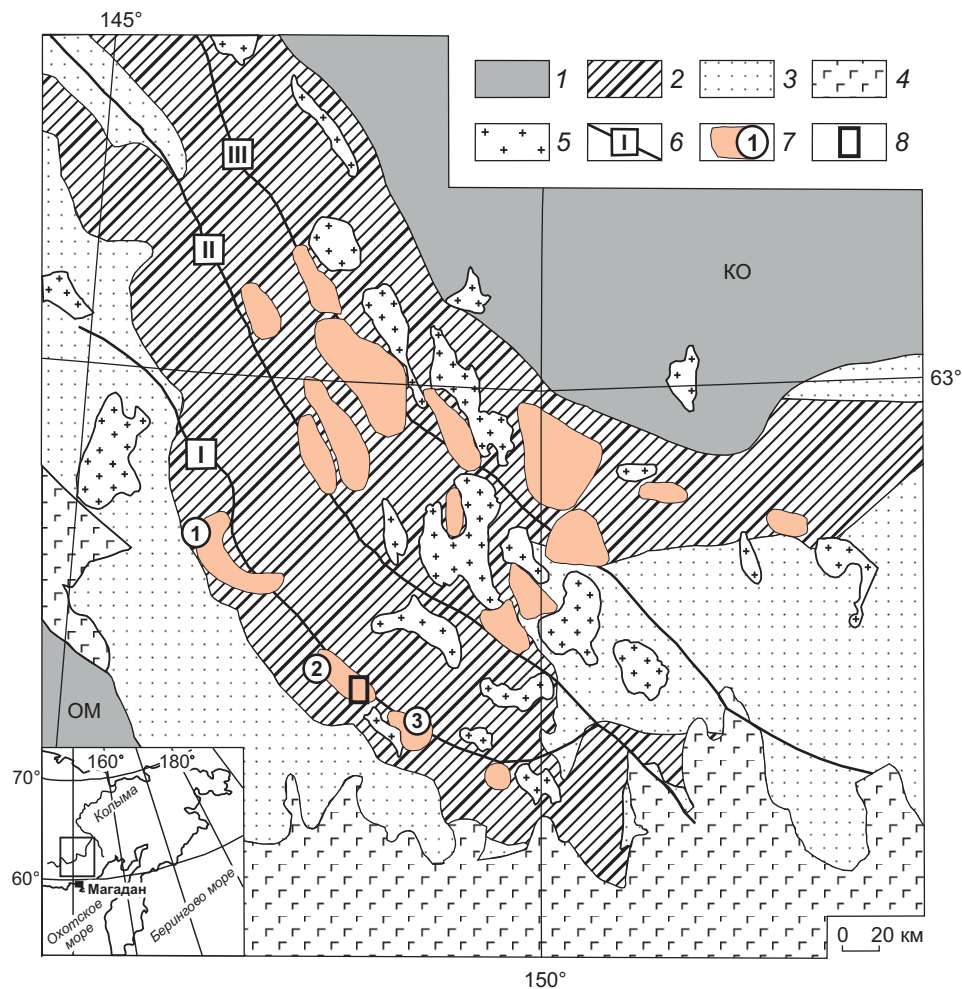 145°
1
2
3
4
5
I
6
1
7
8
III
II
КО
63°
I
1
2
3
ОМ
70°
160°
180°
Колыма
60°
Магадан
Охотское
море
Берингово море
0 20 км
150°